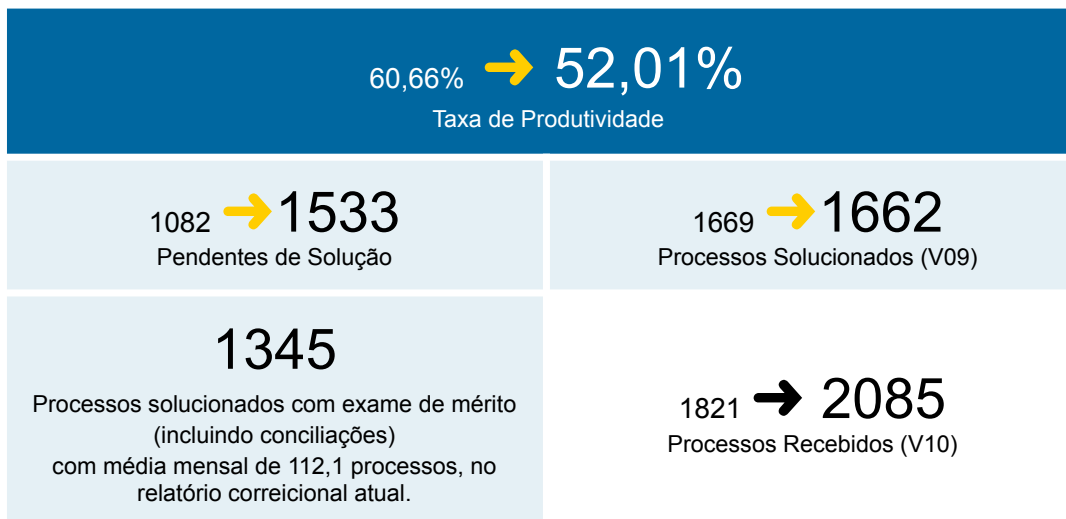 60,66% → 52,01%
Taxa de Produtividade
1082 → 1533
Pendentes de Solução
1669 → 1662
Processos Solucionados (V09)
1345
Processos solucionados com exame de mérito
(incluindo conciliações)
com média mensal de 112,1 processos, no
relatório correicional atual.
1821 → 2085
Processos Recebidos (V10)